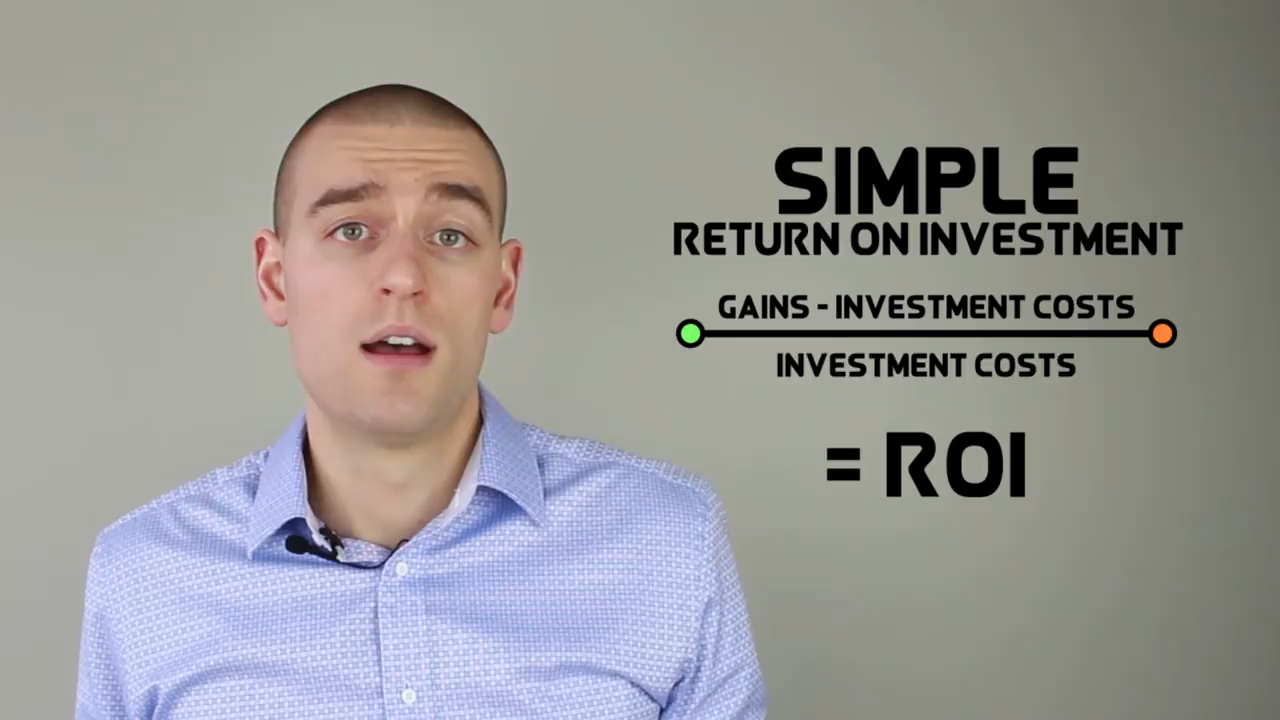 SIMPLE
RETURN ON INVESTMENT
GAINS - INVESTMENT COSTS
INVESTMENT COSTS
= ROI